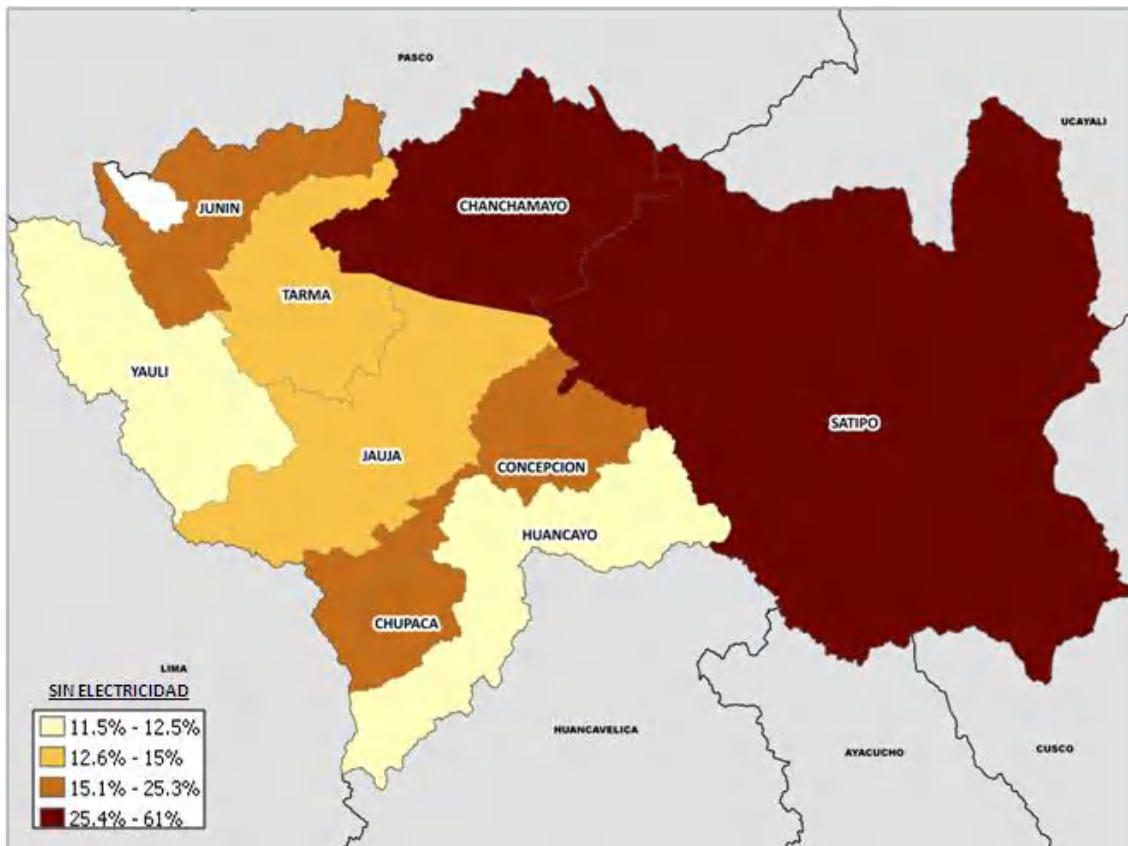 PASCO
UCAYALI
JUNIN
CHANCHAMAYO
TARMA
YAULI
SATIPO
JAUJA
CONCEPCION
HUANCAYO
CHUPACA
LIMA
SIN ELECTRICIDAD
11.5% - 12.5%
12.6% - 15%
15.1% - 25.3%
25.4% - 61%
HUANCAVELICA
AYACUCHO
CUSCO